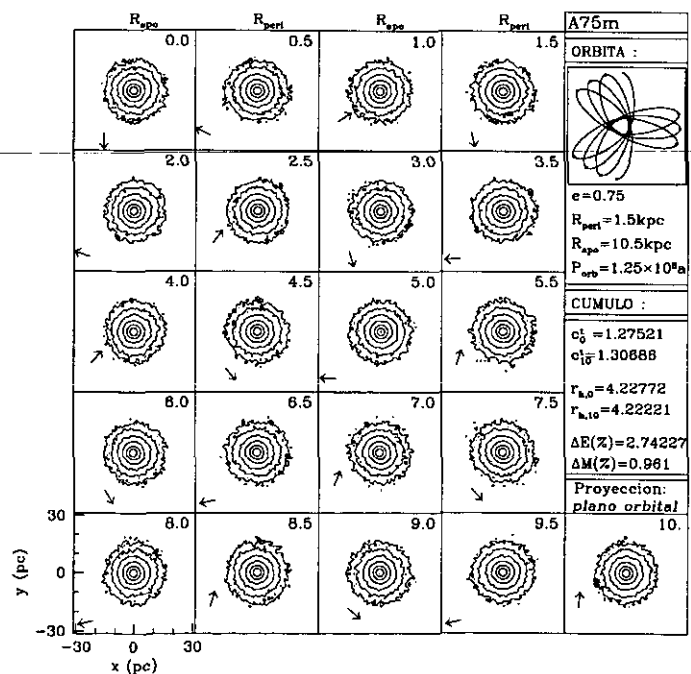 R_apo R_peri R_apo R_peri A75m
0.0 0.5 1.0 1.5
ORBITA :
2.0 2.5 3.0 3.5
e=0.75
R_peri=1.5kpc
R_apo=10.5kpc
P_orb=1.25×10⁸a
4.0 4.5 5.0 5.5
CUMULO :
c₀ᵗ=1.27521
c₁₀ᵗ=1.30686
r_h,0=4.22772
r_h,10=4.22221
6.0 6.5 7.0 7.5
ΔE(%)=2.74227
ΔM(%)=0.961
Proyeccion:
plano orbital
8.0 8.5 9.0 9.5 10.
30
0
-30
y (pc)
-30 0 30
x (pc)